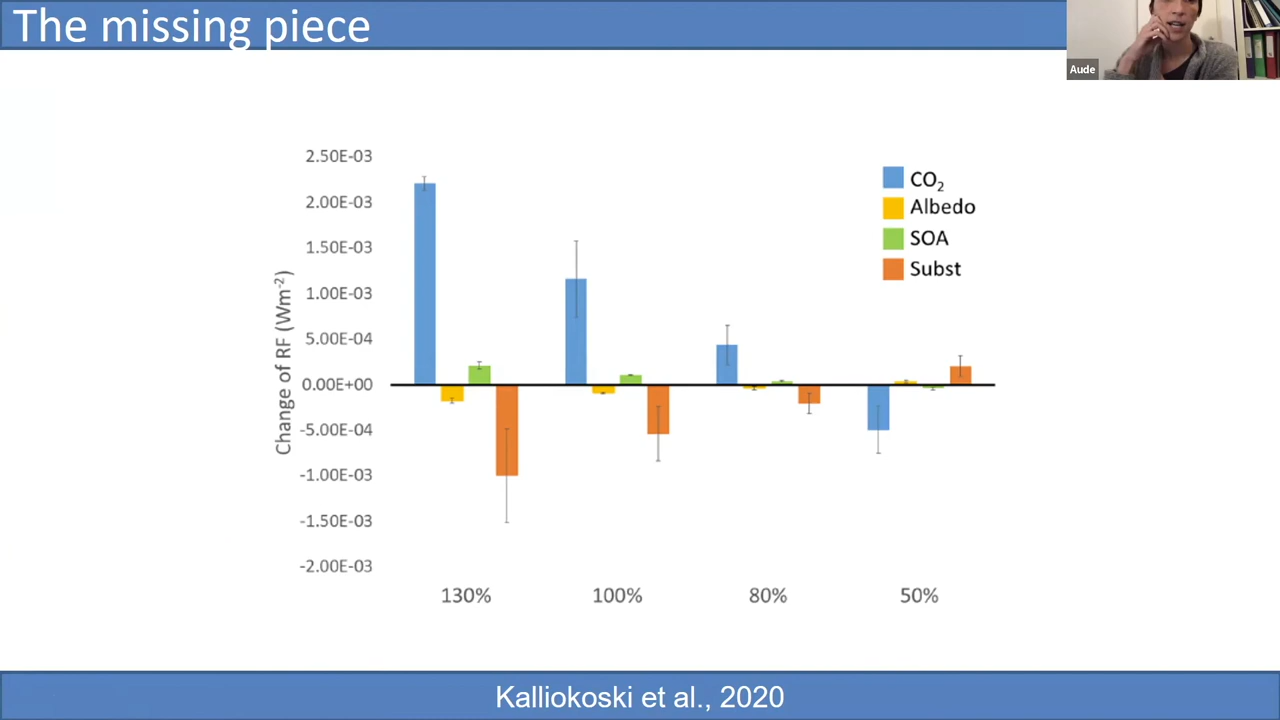 The missing piece
Aude
2.50E-03
2.00E-03
1.50E-03
1.00E-03
5.00E-04
0.00E+00
-5.00E-04
-1.00E-03
-1.50E-03
-2.00E-03
Change of RF (Wm-2)
CO2
Albedo
SOA
Subst
130% 100% 80% 50%
Kalliokoski et al., 2020